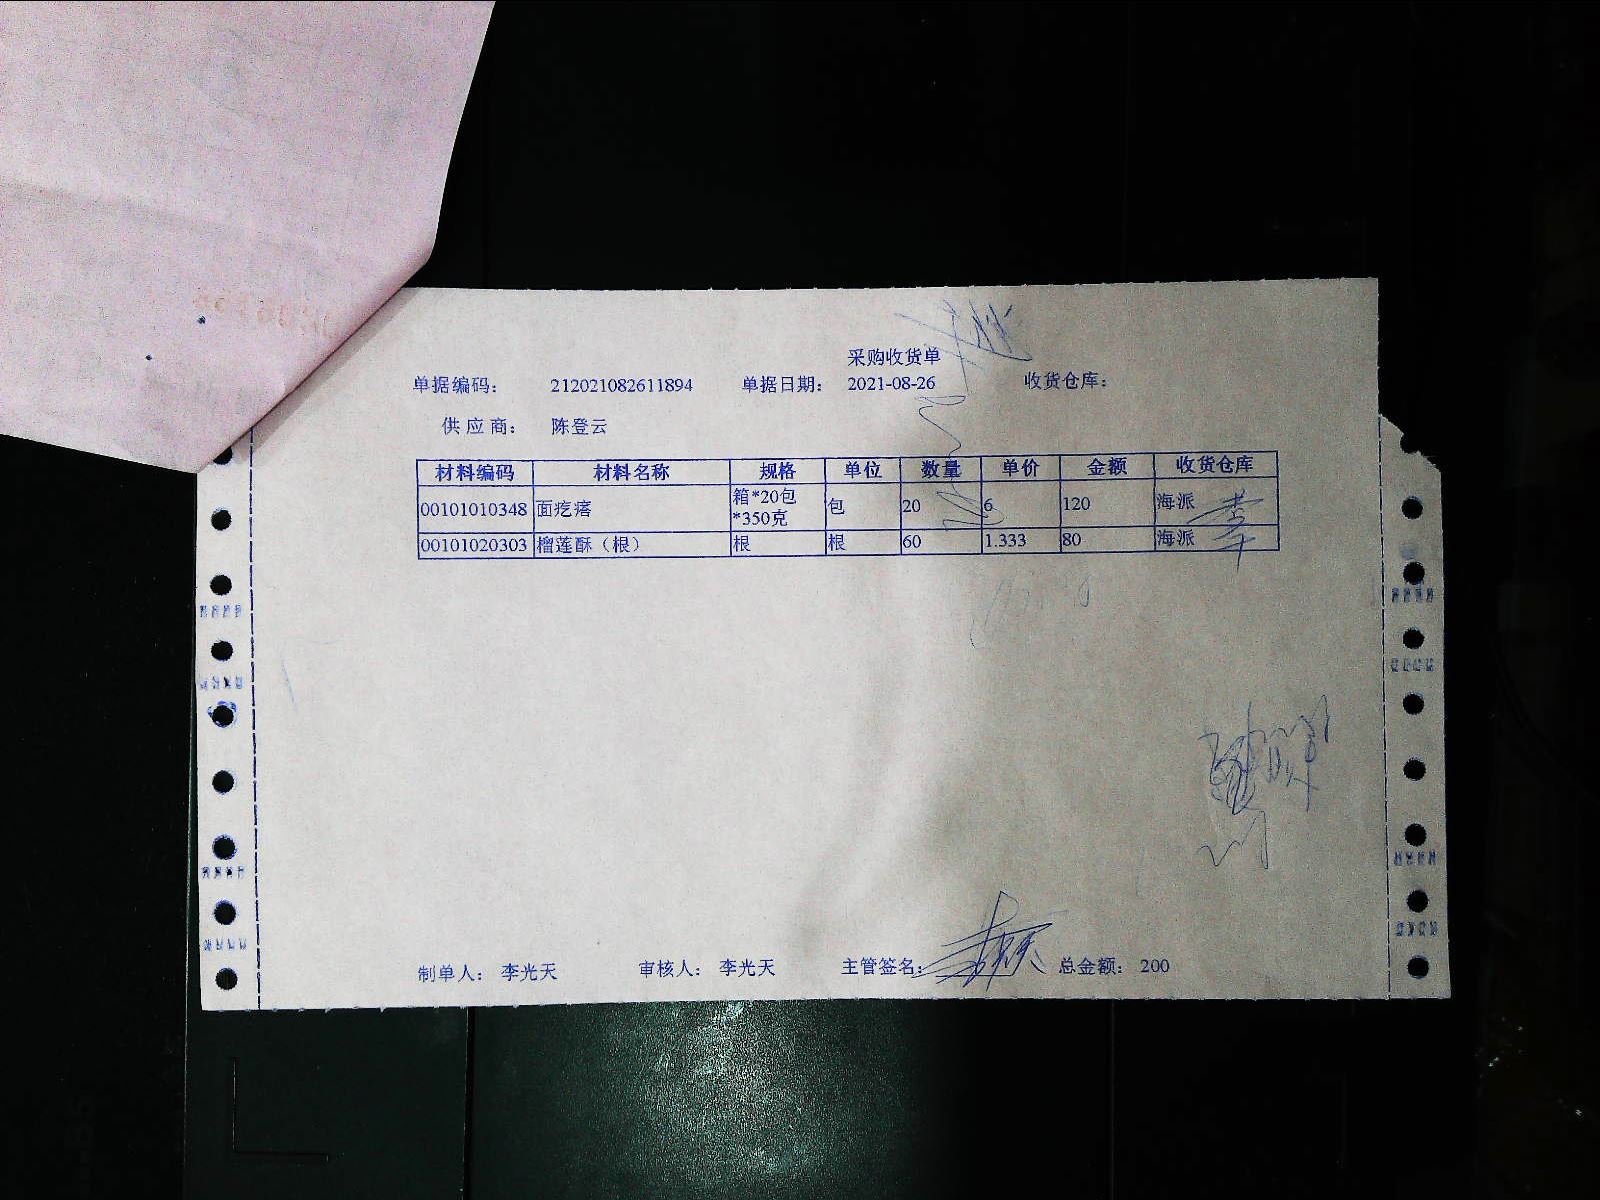 采购收货单
单据编码： 212021082611894 单据日期： 2021-08-26 收货仓库：
供应商： 陈登云
材料编码 材料名称 规格 单位 数量 单价 金额 收货仓库
00101010348 面疙瘩 箱*20包*350克 包 20 6 120 海派
00101020303 榴莲酥（根） 根 根 60 1.333 80 海派
制单人： 李光天 审核人： 李光天 主管签名： 总金额： 200